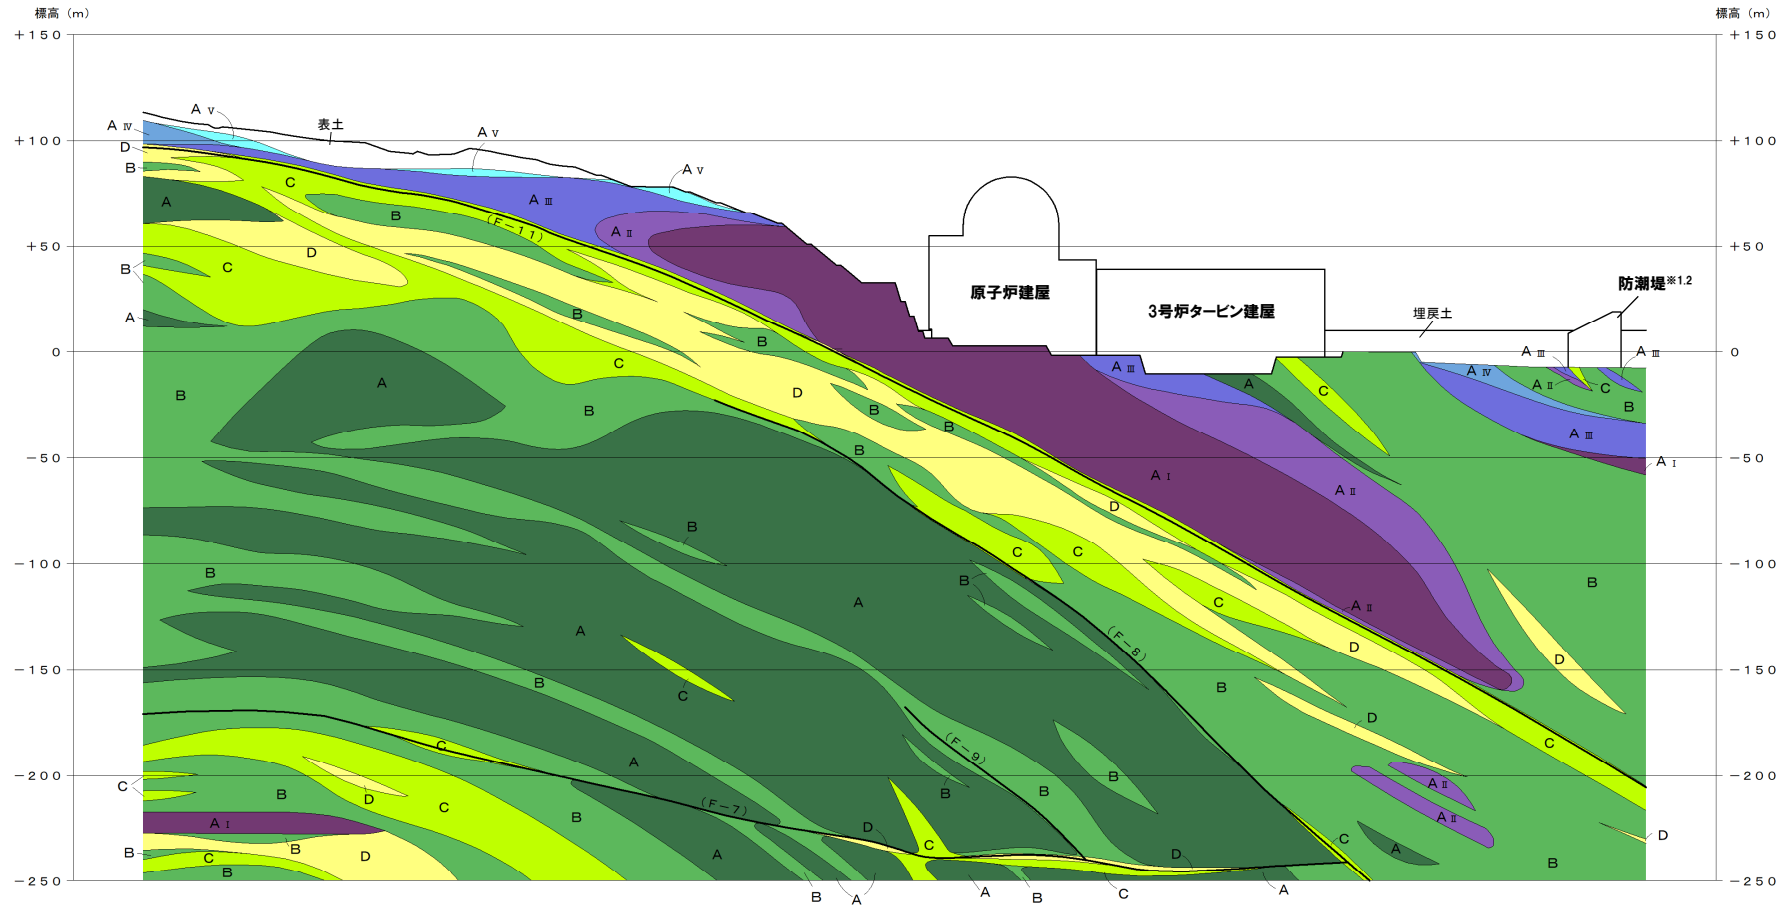 標高（ｍ）
標高（ｍ）
＋１５０
＋１５０
Ａ Ⅴ
表土
Ａ Ⅳ
Ａ Ⅴ
＋１００
＋１００
Ｄ
Ｂ
Ａ Ⅴ
Ｃ
Ａ
Ａ Ⅲ
Ｂ
（Ｆ－１１）
Ａ Ⅱ
＋５０
＋５０
Ｄ
Ｂ
Ｃ
原子炉建屋
3号炉タービン建屋
防潮堤※1.2
埋戻土
Ａ
Ｂ
Ｂ
０
０
Ａ Ⅲ
Ａ Ⅲ
Ｃ
Ａ Ⅲ
Ａ Ⅳ
Ａ
Ａ
Ａ Ⅱ
Ｃ
Ｂ
Ｄ
Ｃ
Ｂ
Ｂ
Ｂ
Ｂ
Ｂ
Ａ Ⅲ
Ｂ
－５０
－５０
Ａ Ⅰ
Ａ Ⅰ
Ａ Ⅱ
Ｄ
Ｂ
Ｃ
Ｃ
－１００
－１００
Ｂ
Ｂ
Ｂ
Ａ
Ｃ
Ａ Ⅱ
Ａ
（Ｆ－８）
Ｄ
Ｄ
－１５０
－１５０
Ｂ
Ｃ
Ｂ
Ｄ
Ｃ
（Ｆ－９）
Ｃ
Ａ
－２００
－２００
Ｂ
Ａ Ⅱ
Ｃ
Ｂ
Ｄ
Ｃ
Ｂ
Ｂ
（Ｆ－７）
Ｂ
Ａ Ⅱ
Ａ Ⅰ
Ｄ
Ｄ
Ｃ
Ｃ
Ｂ
Ｂ
Ｃ
Ｄ
Ａ
Ｄ
Ａ
Ｂ
Ｂ
－２５０
－２５０
Ｂ
Ａ
Ａ
Ｂ
Ｃ
Ａ